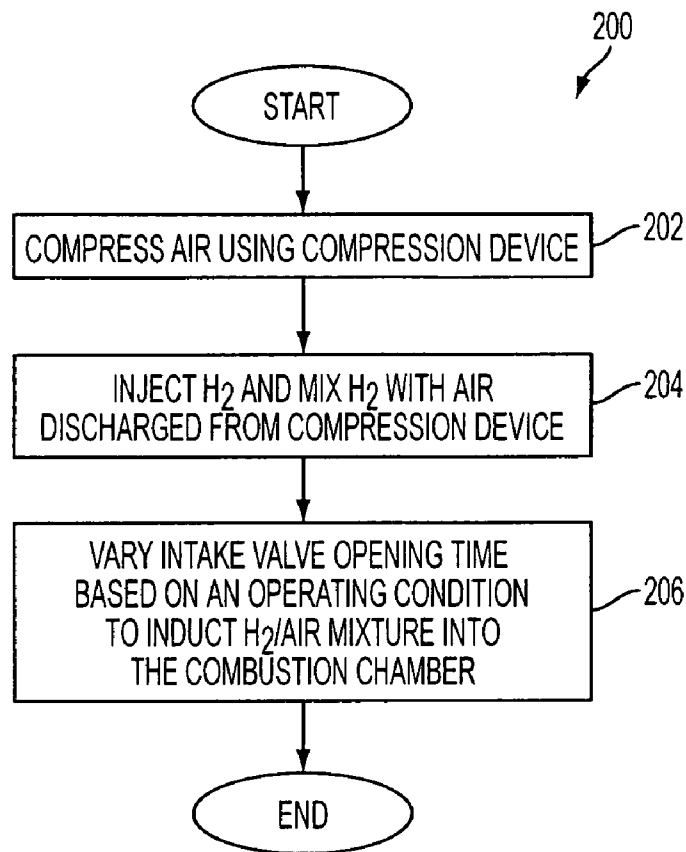 200
START
COMPRESS AIR USING COMPRESSION DEVICE
202
INJECT H2 AND MIX H2 WITH AIR
DISCHARGED FROM COMPRESSION DEVICE
204
VARY INTAKE VALVE OPENING TIME
BASED ON AN OPERATING CONDITION
TO INDUCT H2/AIR MIXTURE INTO
THE COMBUSTION CHAMBER
206
END